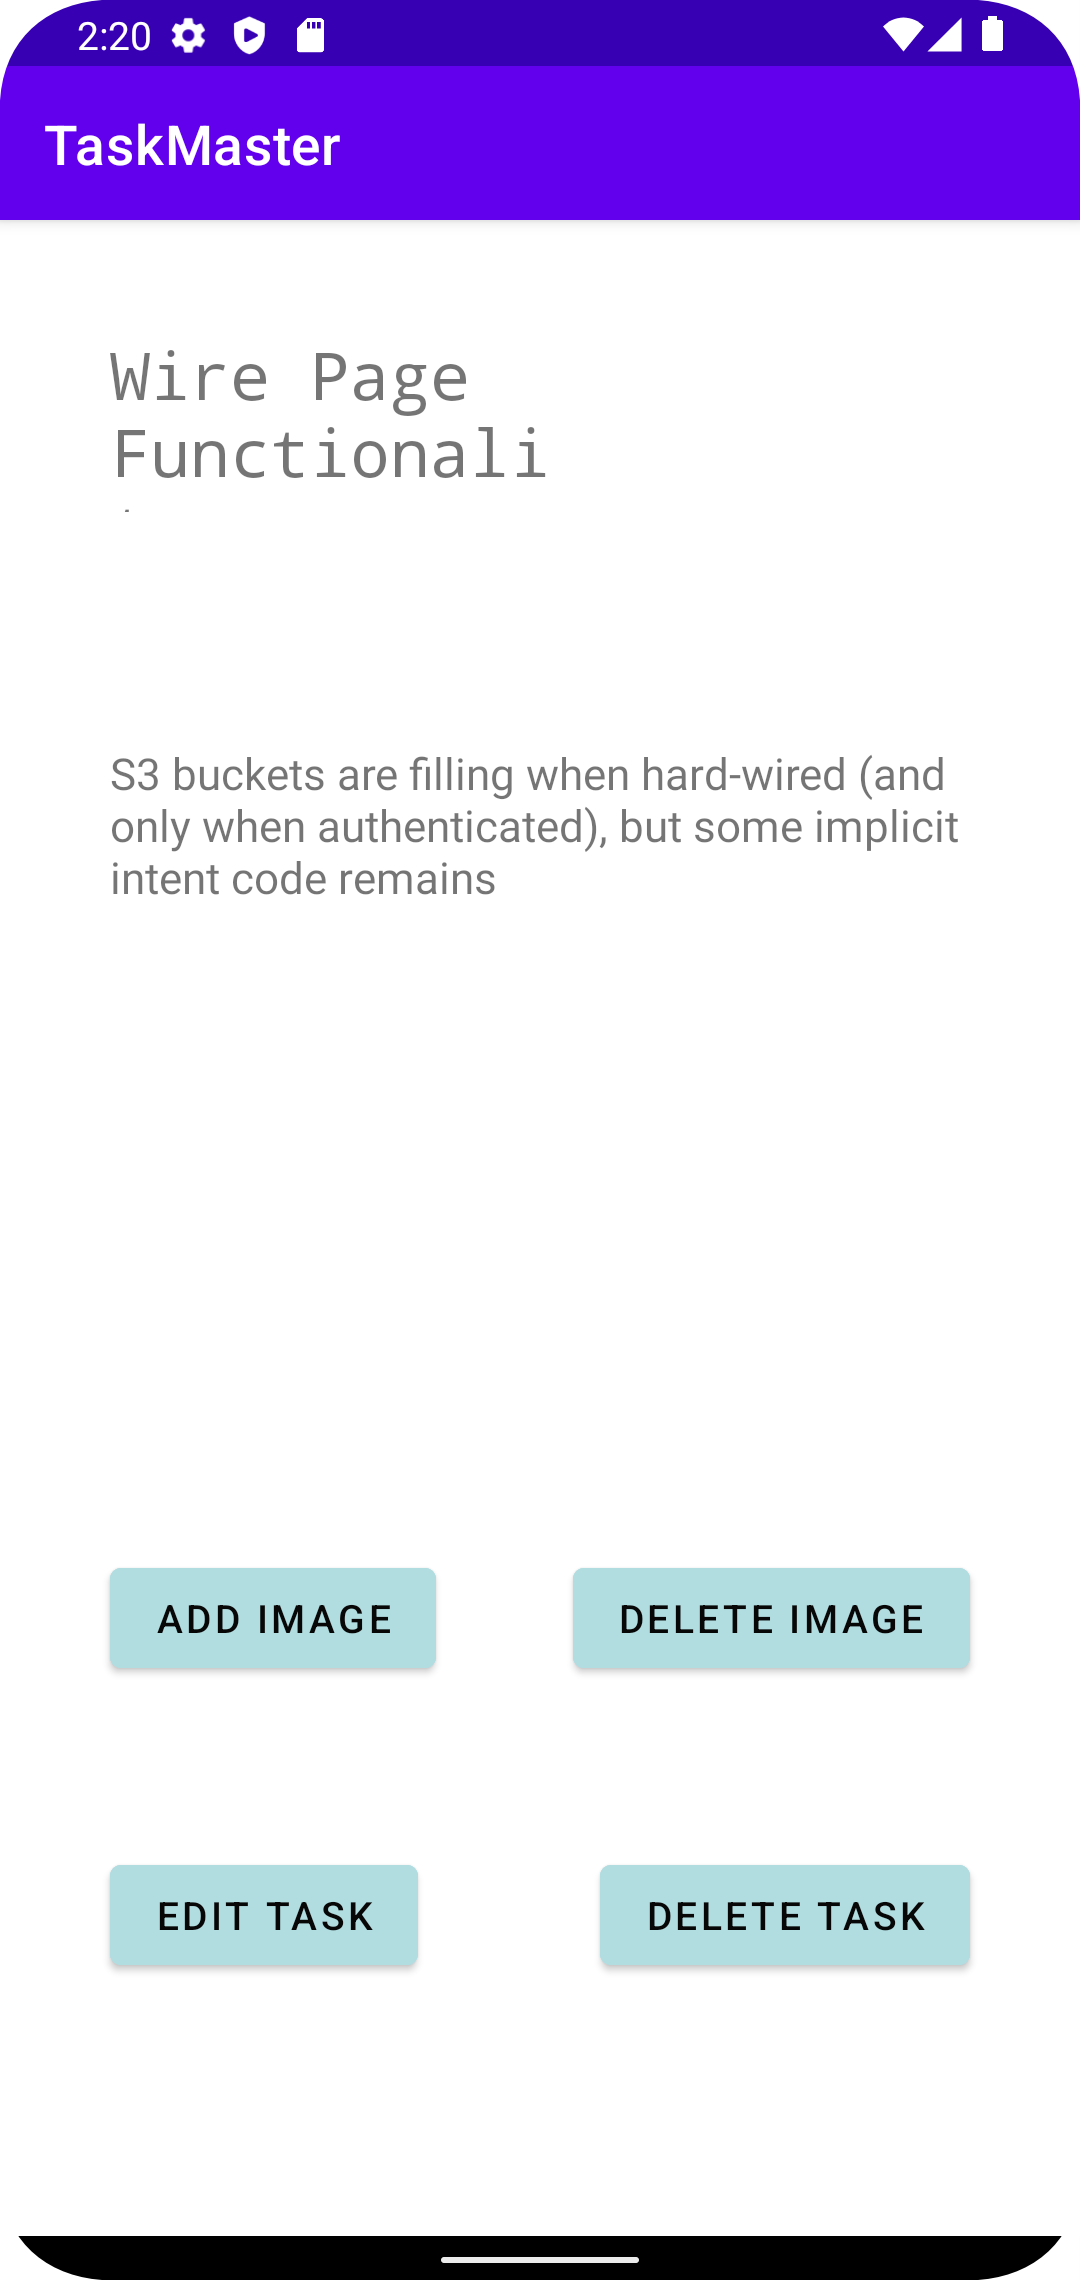 2:20
TaskMaster
Wire Page
Functionali
S3 buckets are filling when hard-wired (and
only when authenticated), but some implicit
intent code remains
ADD IMAGE
DELETE IMAGE
EDIT TASK
DELETE TASK